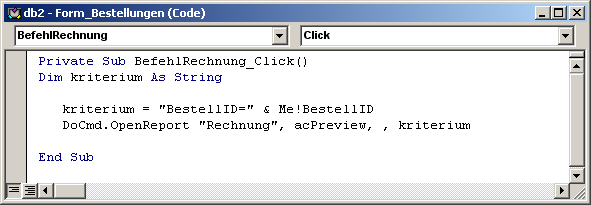 db2 - Form_Bestellungen (Code)
BefehlRechnung Click
Private Sub BefehlRechnung_Click()
Dim kriterium As String
kriterium = "BestellID=" & Me!BestellID
DoCmd.OpenReport "Rechnung", acPreview, , kriterium
End Sub